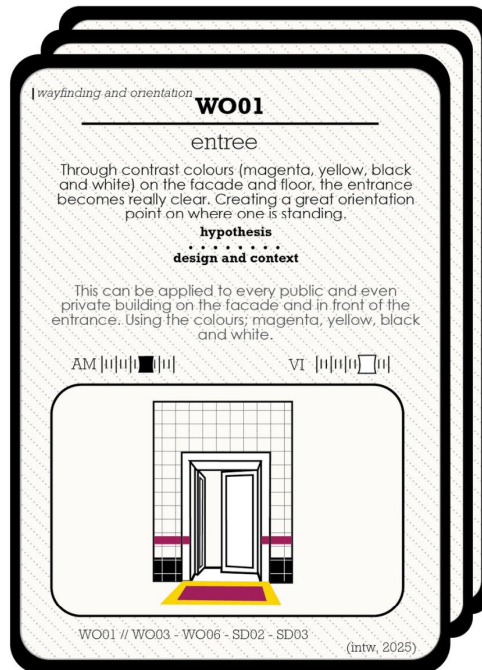 wayfinding and orientation
WO01
entree
Through contrast colours (magenta, yellow, black
and white) on the facade and floor, the entrance
becomes really clear. Creating a great orientation
point on where one is standing.
hypothesis
design and context
This can be applied to every public and even
private building on the facade and in front of the
entrance. Using the colours; magenta, yellow, black
and white.
AM VI
WO01 // WO03 - WO06 - SD02 - SD03
(intw, 2025)